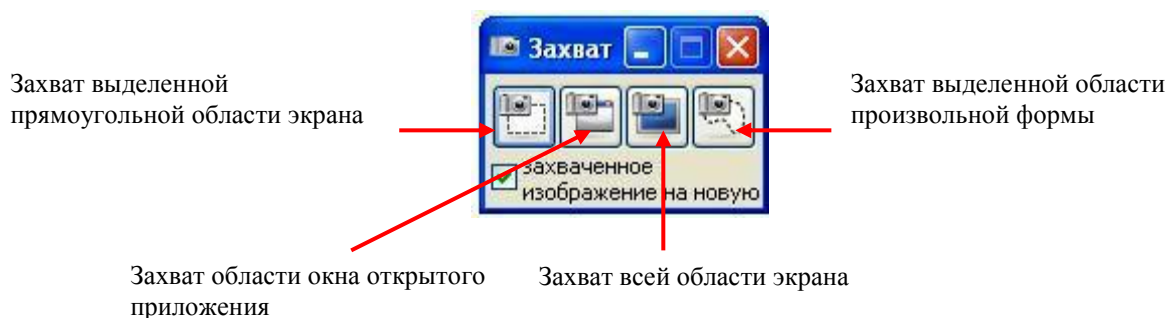 Захват
Захват выделенной
прямоугольной области экрана
Захват выделенной области
произвольной формы
захваченное
изображение на новую
Захват области окна открытого
приложения
Захват всей области экрана